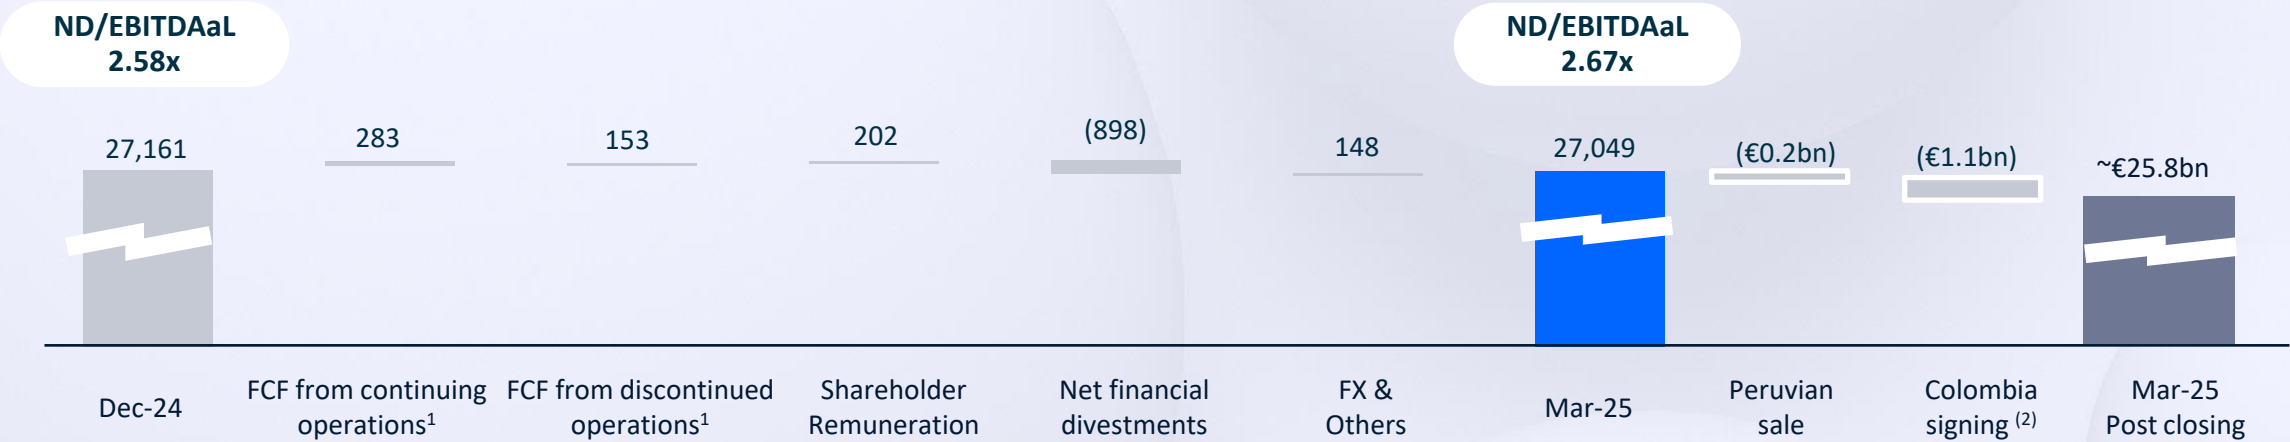 ND/EBITDAaL
2.58x
ND/EBITDAaL
2.67x
27,161
283
153
202
(898)
148
27,049
(€0.2bn)
(€1.1bn)
~€25.8bn
Dec-24
FCF from continuing
operations¹
FCF from discontinued
operations¹
Shareholder
Remuneration
Net financial
divestments
FX &
Others
Mar-25
Peruvian
sale
Colombia
signing ⁽²⁾
Mar-25
Post closing